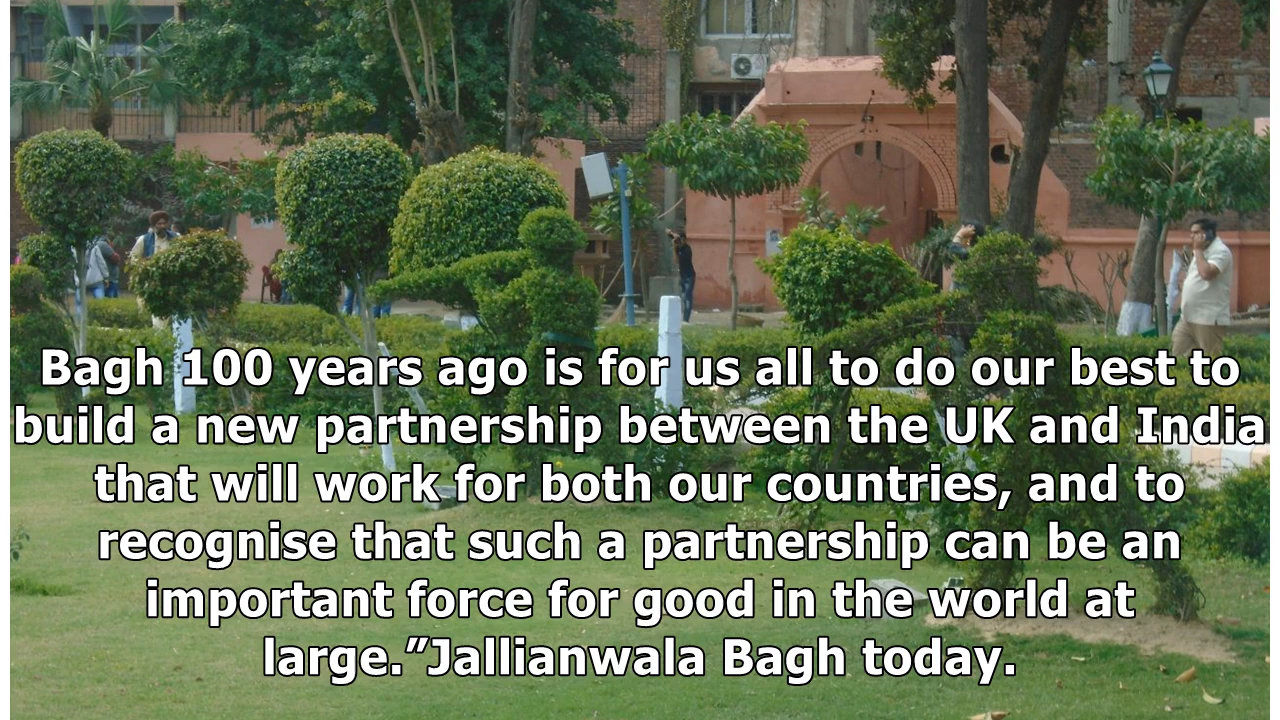 Bagh 100 years ago is for us all to do our best to
build a new partnership between the UK and India
that will work for both our countries, and to
recognise that such a partnership can be an
important force for good in the world at
large.”Jallianwala Bagh today.